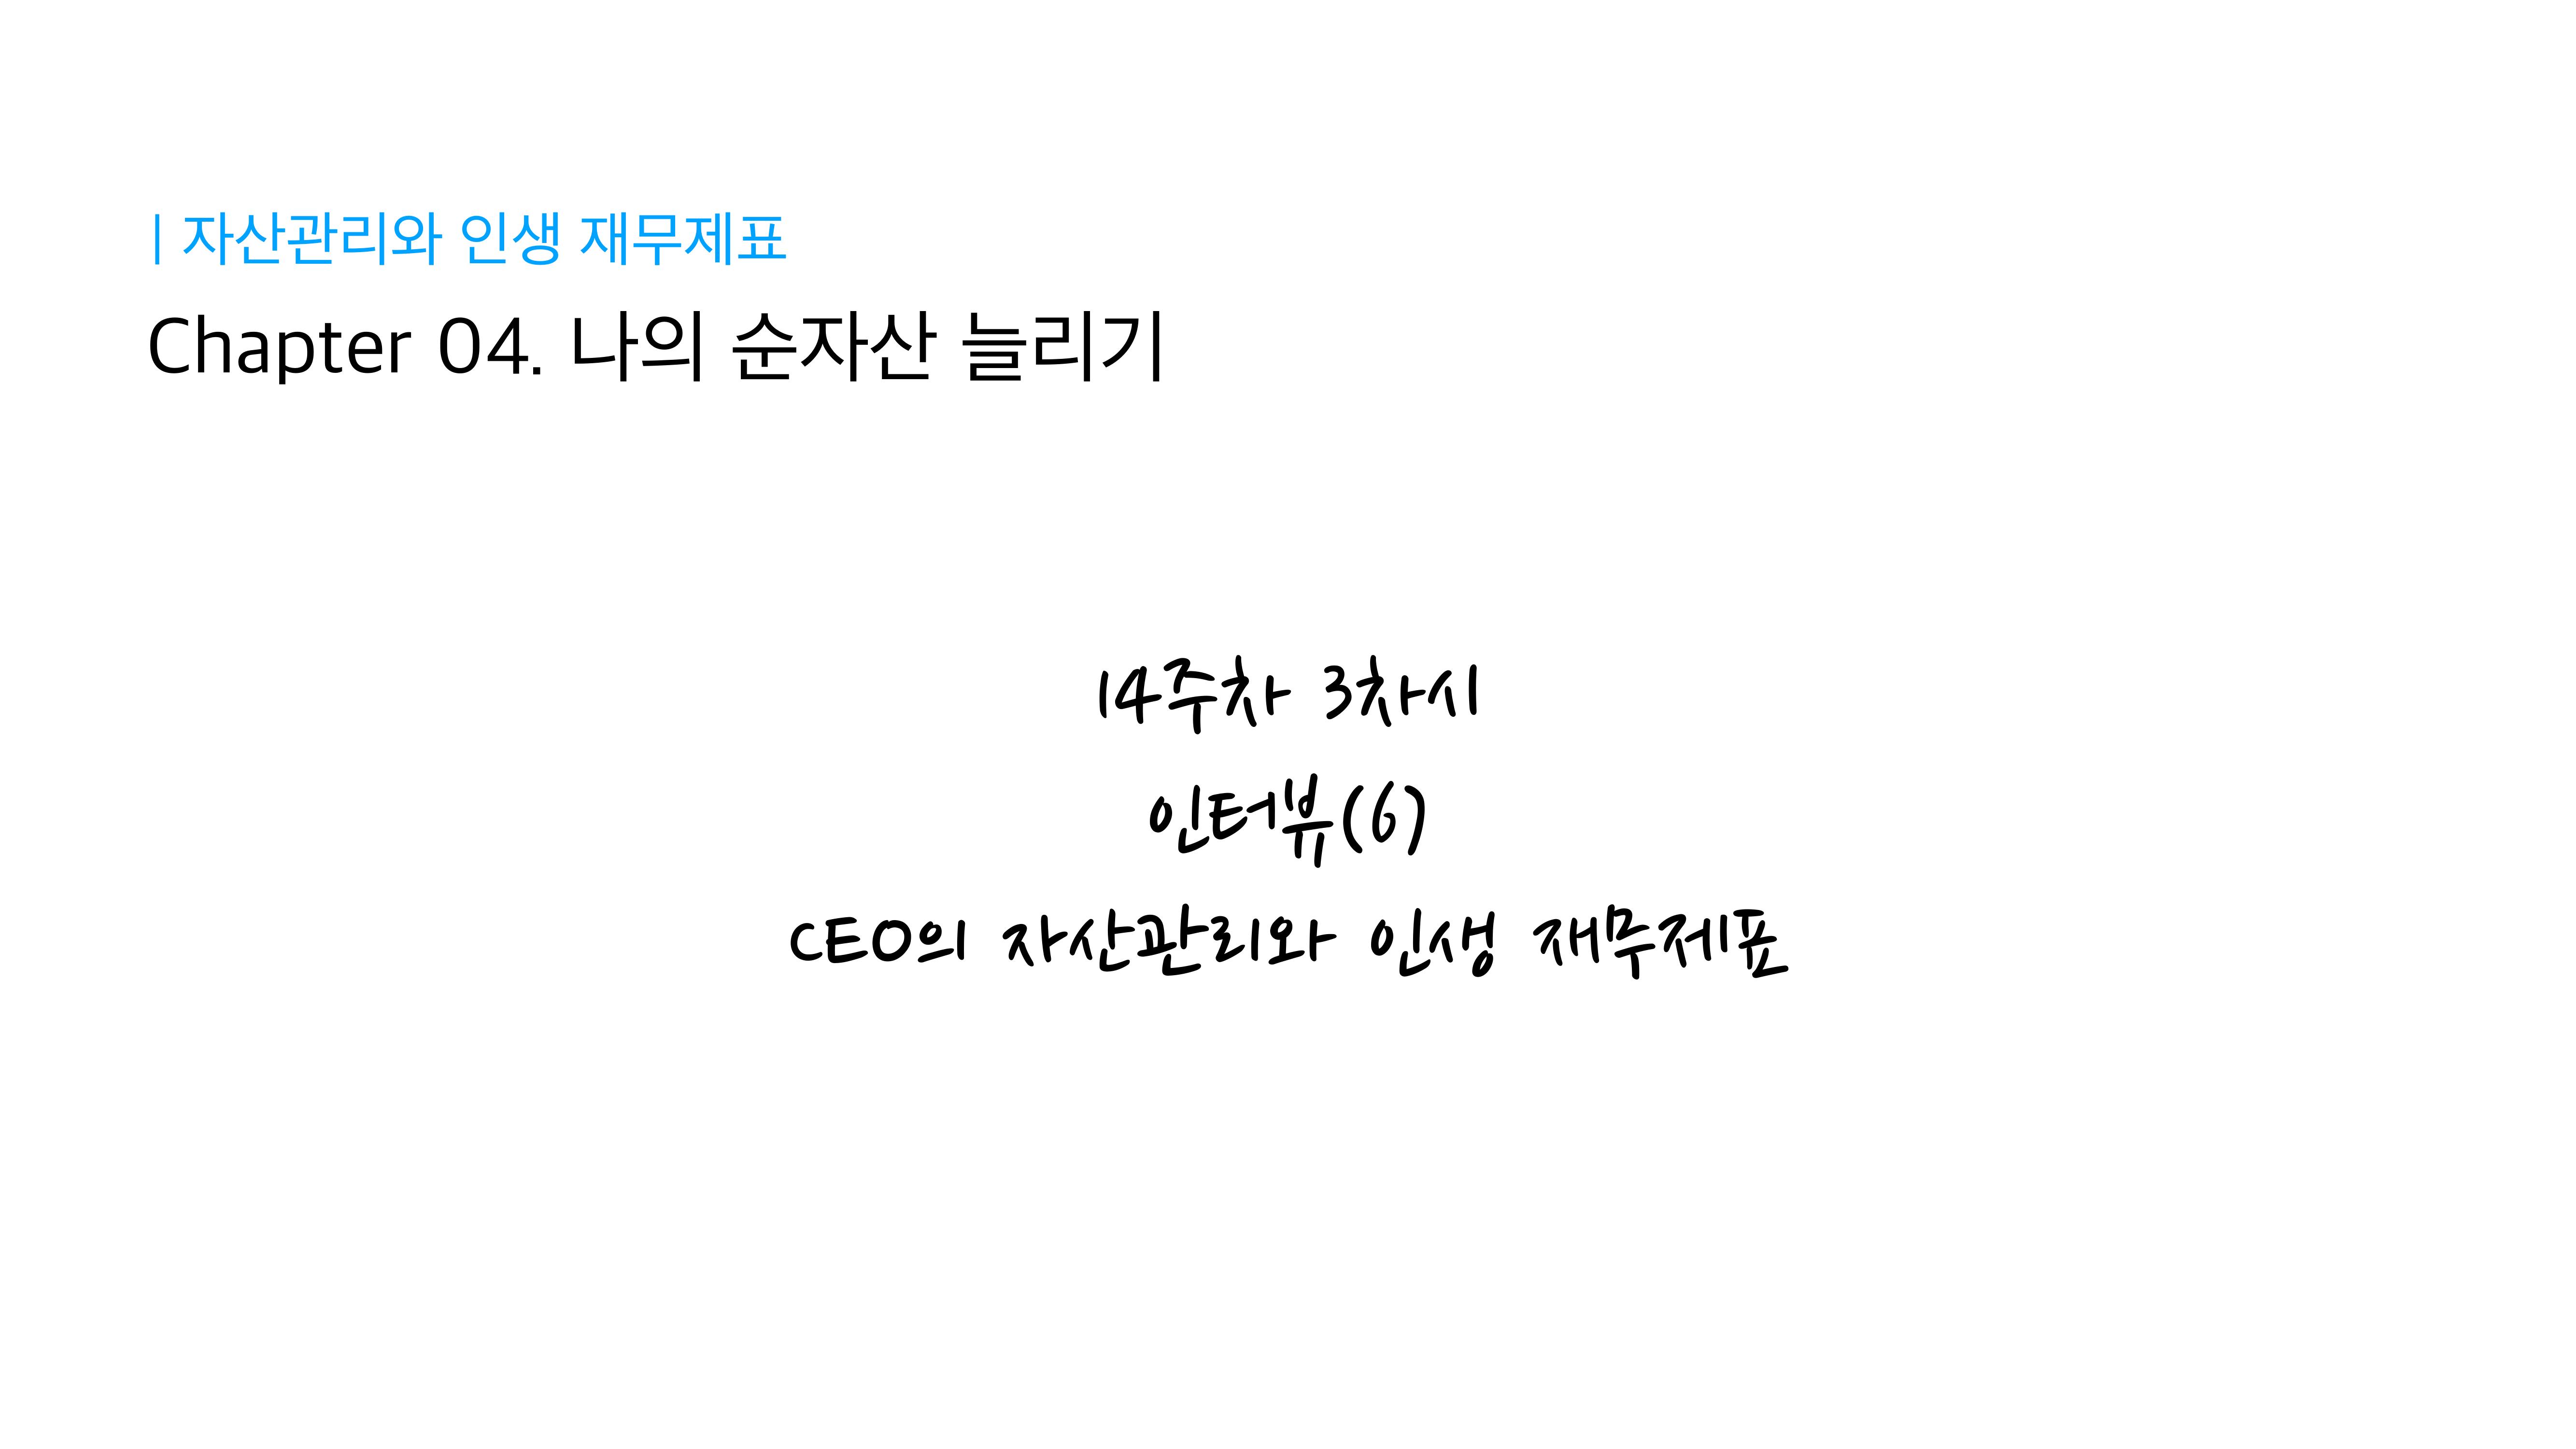 | 자산관리와 인생 재무제표
Chapter 04. 나의 순자산 늘리기
14주차 3차시
인터뷰(6)
CEO의 자산관리와 인생 재무제표